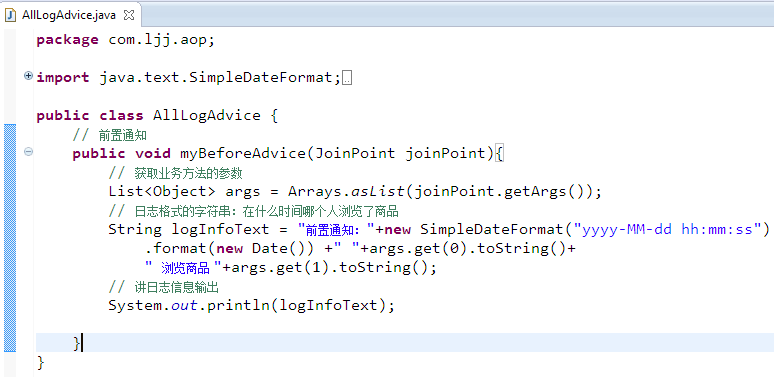 AllLogAdvice.java
package com.ljj.aop;
import java.text.SimpleDateFormat;
public class AllLogAdvice {
// 前置通知
public void myBeforeAdvice(JoinPoint joinPoint){
// 获取业务方法的参数
List<Object> args = Arrays.asList(joinPoint.getArgs());
// 日志格式的字符串：在什么时间哪个人浏览了商品
String logInfoText = "前置通知："+new SimpleDateFormat("yyyy-MM-dd hh:mm:ss")
.format(new Date()) +" "+args.get(0).toString()+
" 浏览商品 "+args.get(1).toString();
// 讲日志信息输出
System.out.println(logInfoText);
}
}